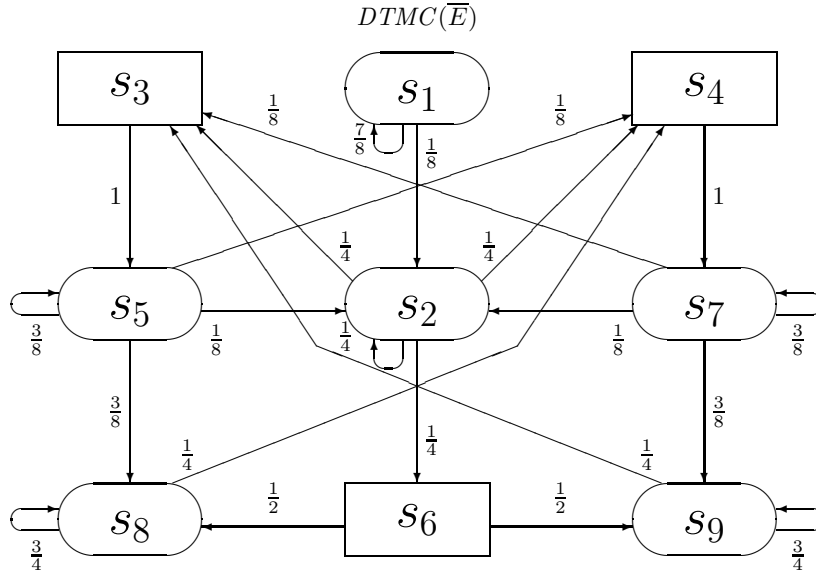 DTMC(E̅)
s₃ s₁ s₄
1/8 1/8
7/8 1/8
1 1
1/4 1/4
s₅ s₂ s₇
3/8 1/8 1/4 1/8 3/8
3/8 1/4 3/8
1/4 1/4
1/2 1/2
s₈ s₆ s₉
3/4 3/4